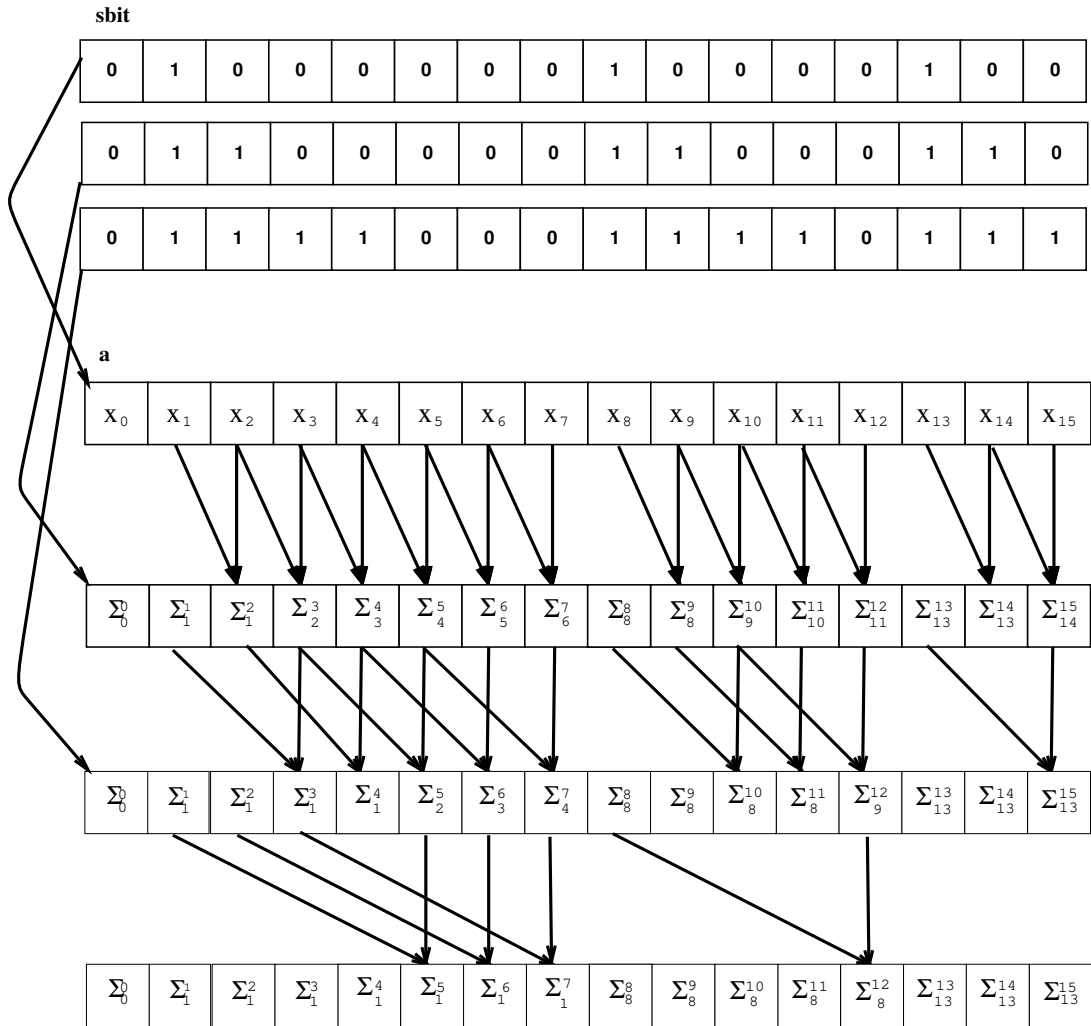 sbit
0 1 0 0 0 0 0 0 1 0 0 0 0 1 0 0
0 1 1 0 0 0 0 0 1 1 0 0 0 1 1 0
0 1 1 1 1 0 0 0 1 1 1 1 0 1 1 1
a
x₀ x₁ x₂ x₃ x₄ x₅ x₆ x₇ x₈ x₉ x₁₀ x₁₁ x₁₂ x₁₃ x₁₄ x₁₅
Σ₀⁰ Σ₁¹ Σ₁² Σ₂³ Σ₃⁴ Σ₄⁵ Σ₅⁶ Σ₆⁷ Σ₈⁸ Σ₈⁹ Σ₉¹⁰ Σ₁₀¹¹ Σ₁₁¹² Σ₁₃¹³ Σ₁₃¹⁴ Σ₁₄¹⁵
Σ₀⁰ Σ₁¹ Σ₁² Σ₁³ Σ₁⁴ Σ₂⁵ Σ₃⁶ Σ₄⁷ Σ₈⁸ Σ₈⁹ Σ₈¹⁰ Σ₈¹¹ Σ₉¹² Σ₁₃¹³ Σ₁₃¹⁴ Σ₁₃¹⁵
Σ₀⁰ Σ₁¹ Σ₁² Σ₁³ Σ₁⁴ Σ₁⁵ Σ₁⁶ Σ₁⁷ Σ₈⁸ Σ₈⁹ Σ₈¹⁰ Σ₈¹¹ Σ₈¹² Σ₁₃¹³ Σ₁₃¹⁴ Σ₁₃¹⁵